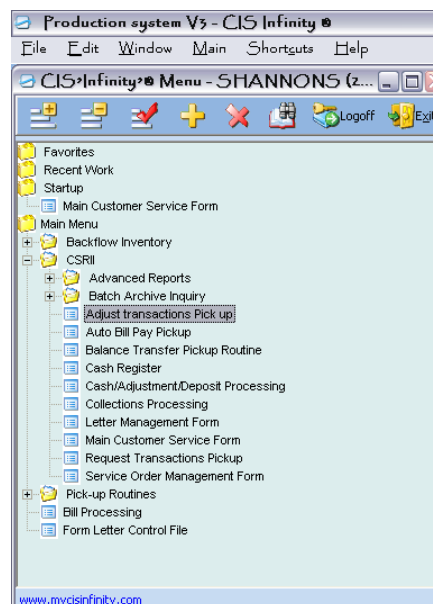 Production system V3 - CIS Infinity ®
File Edit Window Main Shortcuts Help
CIS>Infinity>® Menu - SHANNONS (z...
Logoff Exit
Favorites
Recent Work
Startup
Main Customer Service Form
Main Menu
Backflow Inventory
CSRII
Advanced Reports
Batch Archive Inquiry
Adjust transactions Pick up
Auto Bill Pay Pickup
Balance Transfer Pickup Routine
Cash Register
Cash/Adjustment/Deposit Processing
Collections Processing
Letter Management Form
Main Customer Service Form
Request Transactions Pickup
Service Order Management Form
Pick-up Routines
Bill Processing
Form Letter Control File
www.mycisinfinity.com